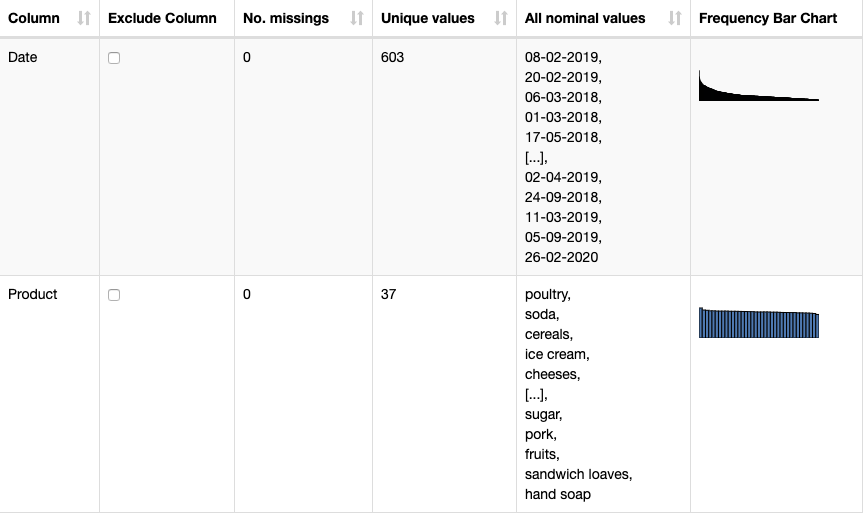 Column Exclude Column No. missings Unique values All nominal values Frequency Bar Chart
Date 0 603 08-02-2019,
20-02-2019,
06-03-2018,
01-03-2018,
17-05-2018,
[...],
02-04-2019,
24-09-2018,
11-03-2019,
05-09-2019,
26-02-2020
Product 0 37 poultry,
soda,
cereals,
ice cream,
cheeses,
[...],
sugar,
pork,
fruits,
sandwich loaves,
hand soap